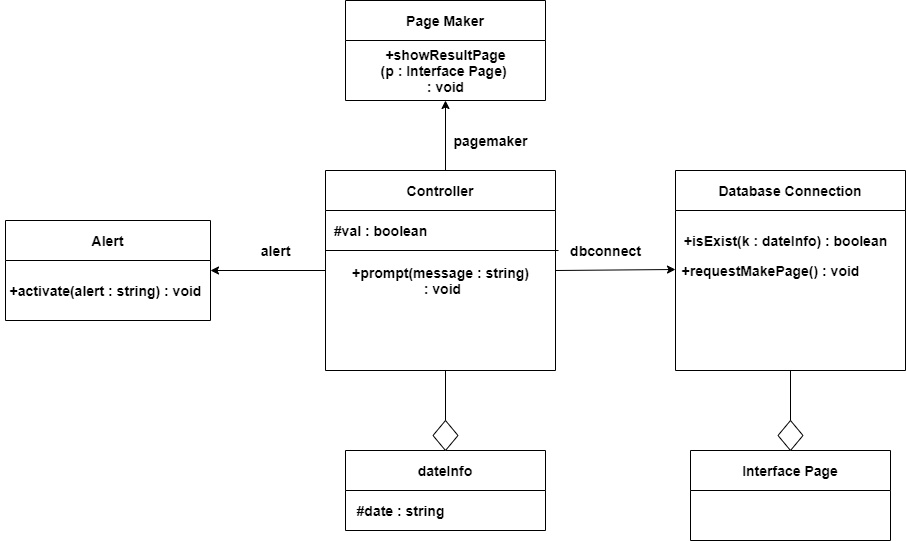 Page Maker
+showResultPage
(p : Interface Page)
: void
pagemaker
Controller
#val : boolean
+prompt(message : string)
: void
Database Connection
+isExist(k : dateInfo) : boolean
+requestMakePage() : void
Alert
+activate(alert : string) : void
alert
dbconnect
dateInfo
#date : string
Interface Page